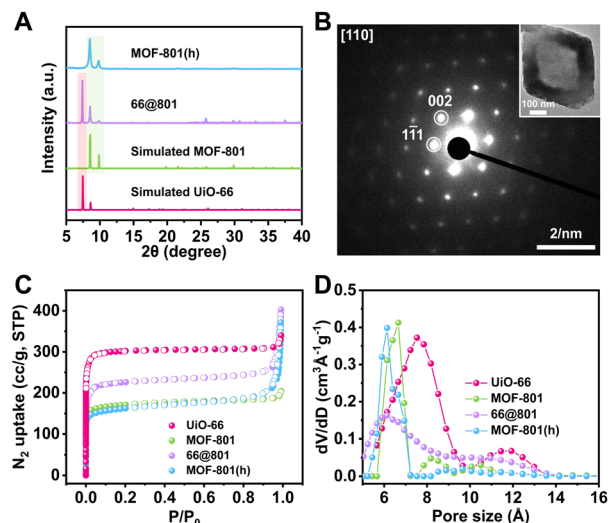 A
Intensity (a.u.)
MOF-801(h)
66@801
Simulated MOF-801
Simulated UiO-66
5 10 15 20 25 30 35 40
2θ (degree)
B
[110]
002
11̅1
100 nm
2/nm
C
N2 uptake (cc/g, STP)
400
300
200
100
0
UiO-66
MOF-801
66@801
MOF-801(h)
0.0 0.2 0.4 0.6 0.8 1.0
P/P0
D
dV/dD (cm3 Å-1 g-1)
0.5
0.4
0.3
0.2
0.1
0.0
UiO-66
MOF-801
66@801
MOF-801(h)
6 8 10 12 14 16
Pore size (Å)